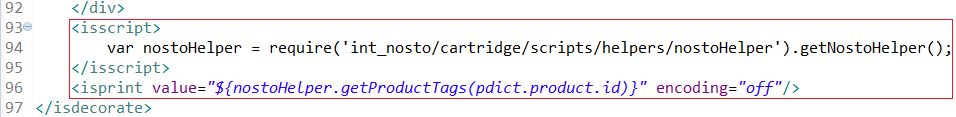 92 </div>
93 <isscript>
94 var nostoHelper = require('int_nosto/cartridge/scripts/helpers/nostoHelper').getNostoHelper();
95 </isscript>
96 <isprint value="${nostoHelper.getProductTags(pdict.product.id)}" encoding="off"/>
97 </isdecorate>